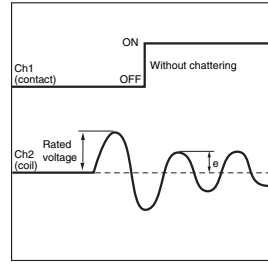 ON
Ch1
(contact)
Without chattering
OFF
Rated
voltage
Ch2
(coil)
e